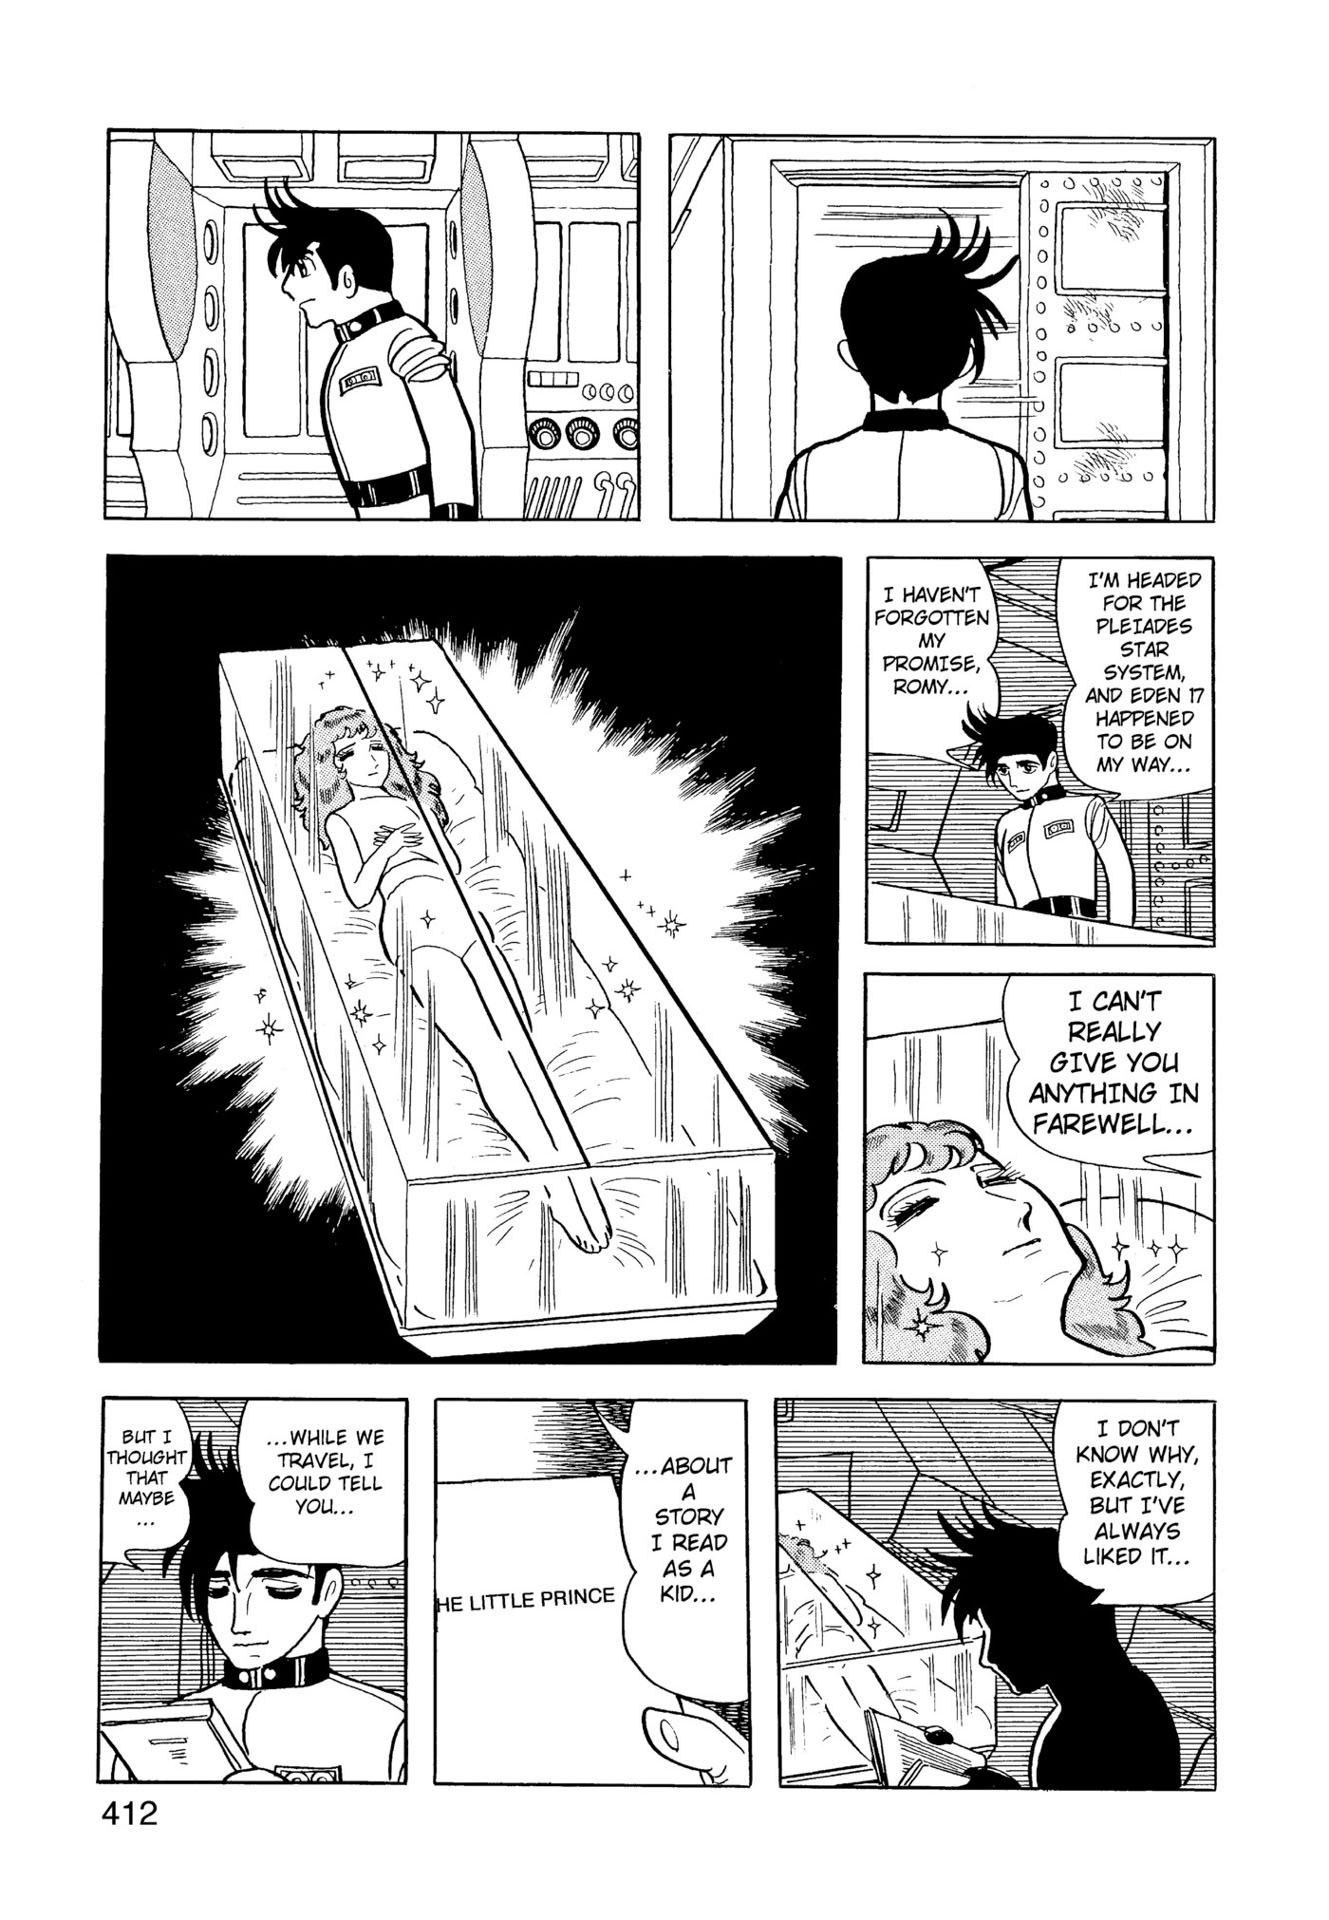 I'M HEADED
FOR THE
PLEIADES
STAR
SYSTEM,
AND EDEN 17
HAPPENED
TO BE ON
MY WAY...
I HAVEN'T
FORGOTTEN
MY
PROMISE,
ROMY...
I CAN'T
REALLY
GIVE YOU
ANYTHING IN
FAREWELL...
BUT I
THOUGHT
THAT
MAYBE
...
...WHILE WE
TRAVEL, I
COULD TELL
YOU...
...ABOUT
A
STORY
I READ
AS A
KID...
HE LITTLE PRINCE
I DON'T
KNOW WHY,
EXACTLY,
BUT I'VE
ALWAYS
LIKED IT...
412